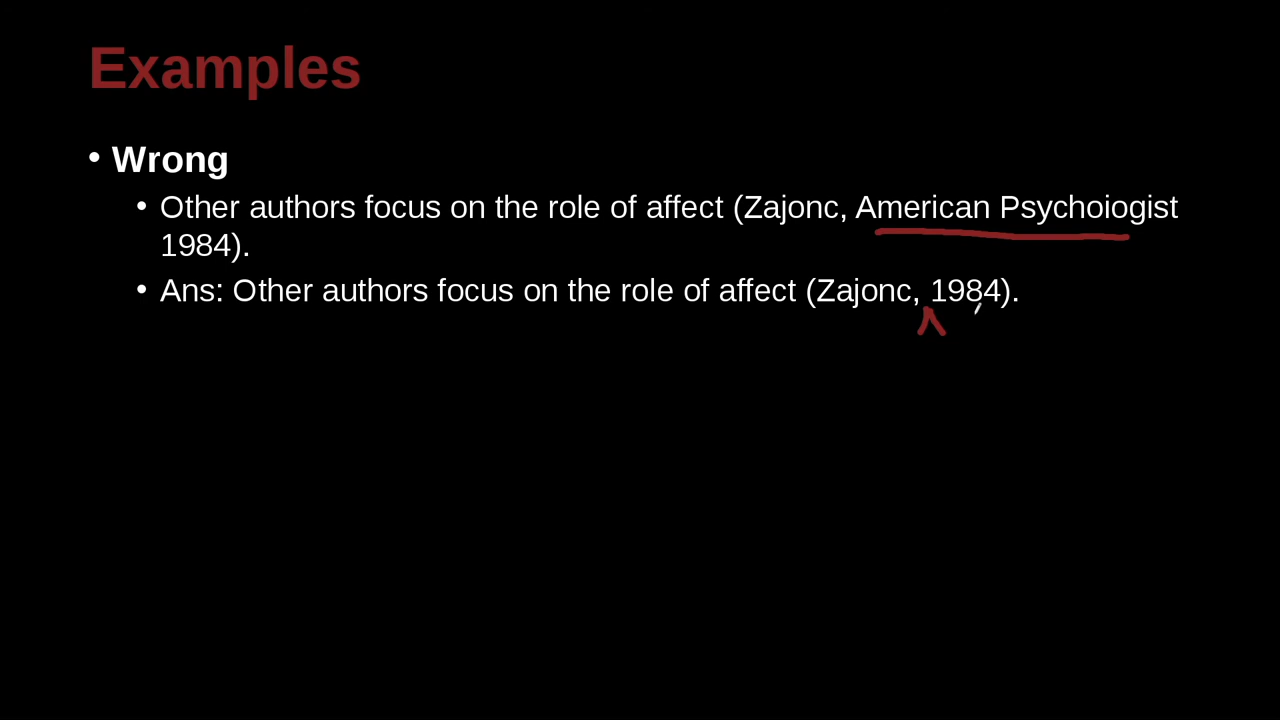 Examples
• Wrong
• Other authors focus on the role of affect (Zajonc, American Psychoiogist
1984).
• Ans: Other authors focus on the role of affect (Zajonc, 1984).